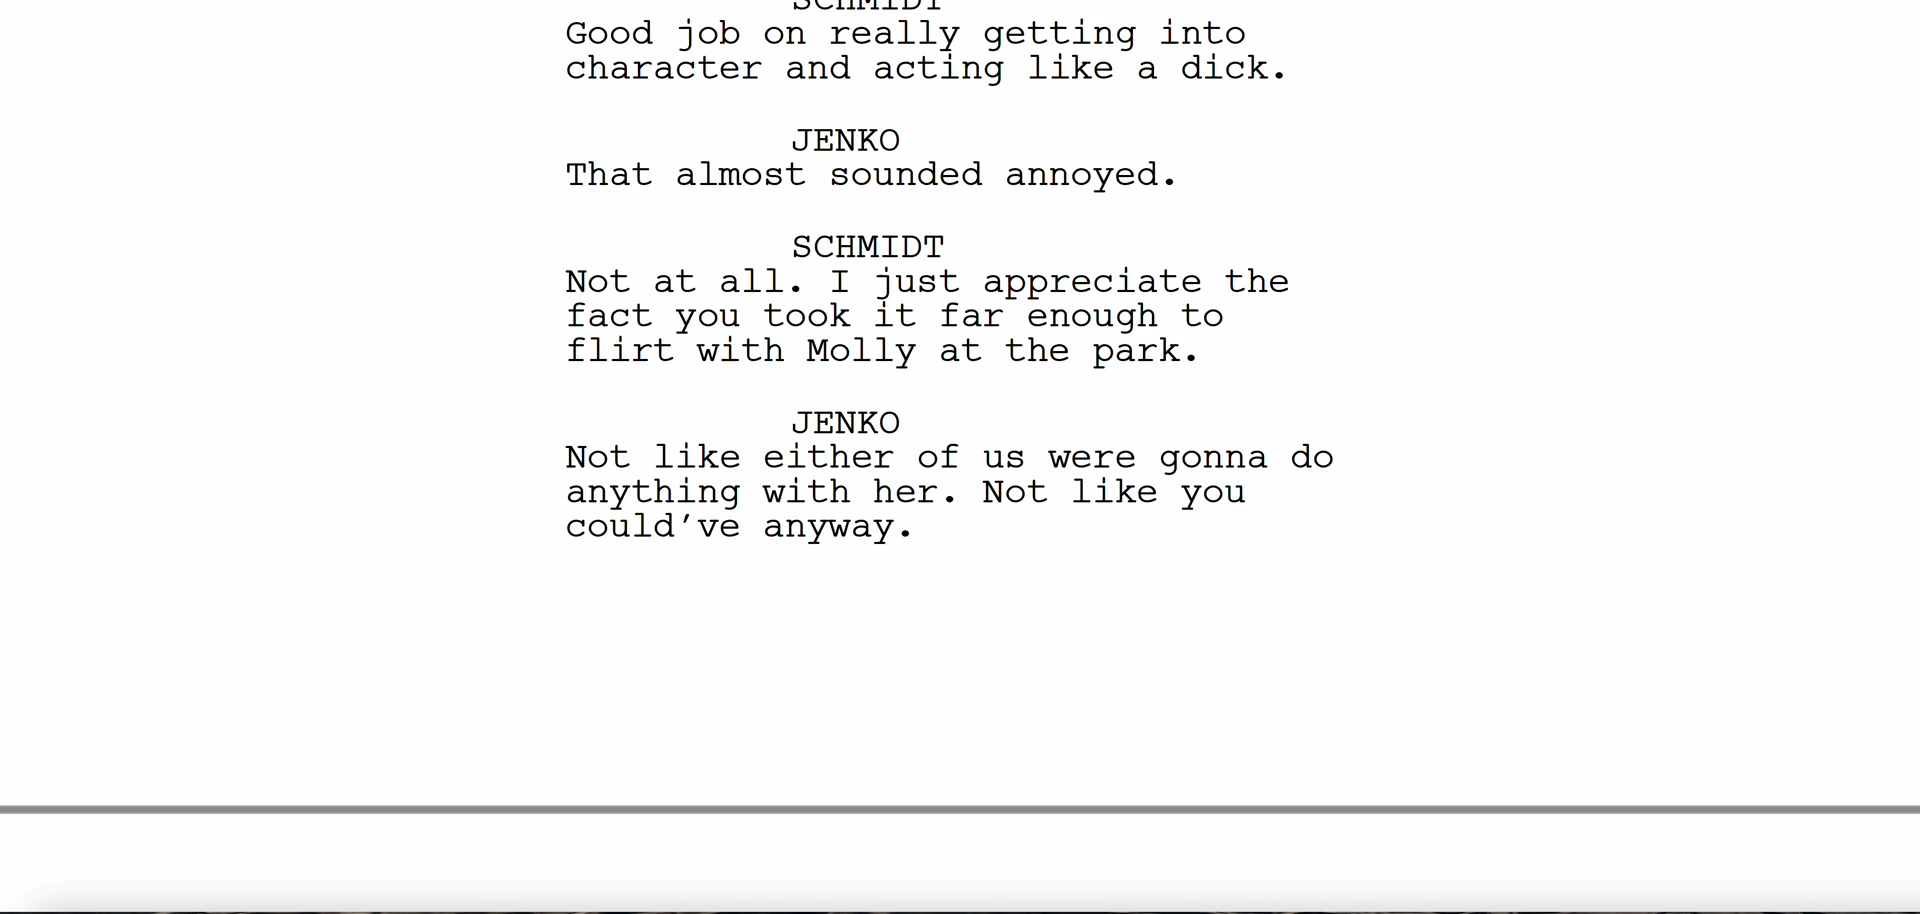 SCHMIDT
Good job on really getting into
character and acting like a dick.
JENKO
That almost sounded annoyed.
SCHMIDT
Not at all. I just appreciate the
fact you took it far enough to
flirt with Molly at the park.
JENKO
Not like either of us were gonna do
anything with her. Not like you
could’ve anyway.